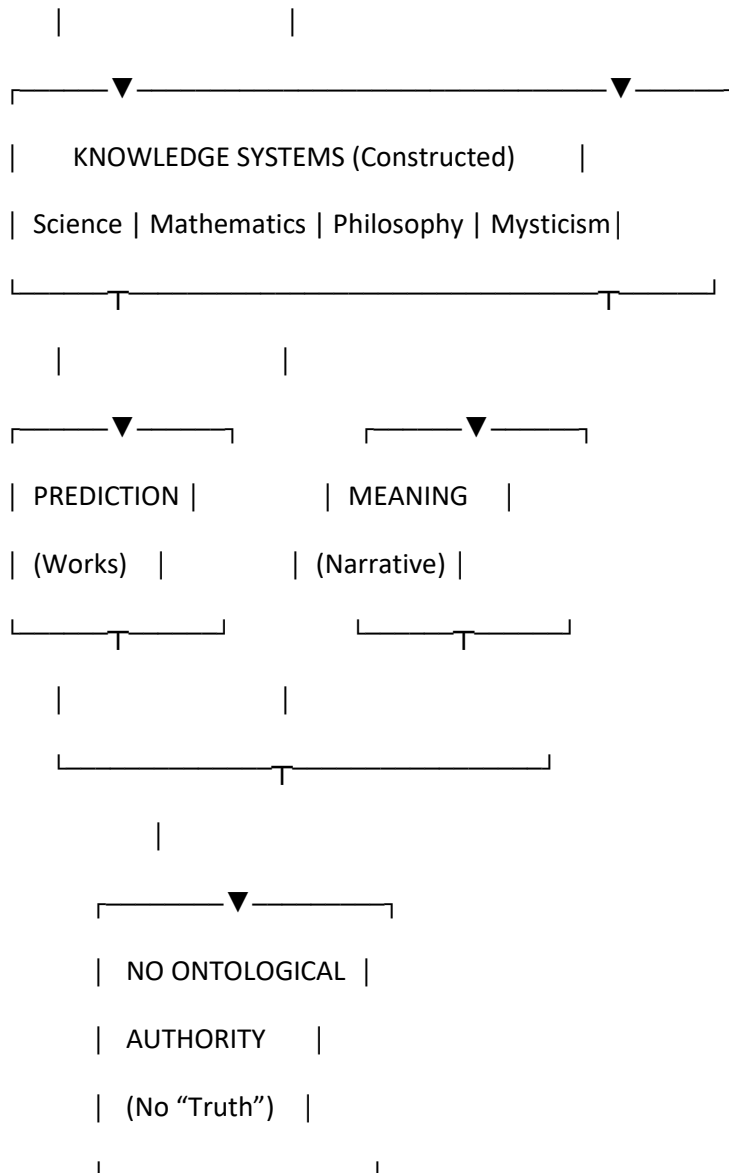 KNOWLEDGE SYSTEMS (Constructed)
Science | Mathematics | Philosophy | Mysticism
PREDICTION MEANING
(Works) (Narrative)
NO ONTOLOGICAL
AUTHORITY
(No “Truth”)